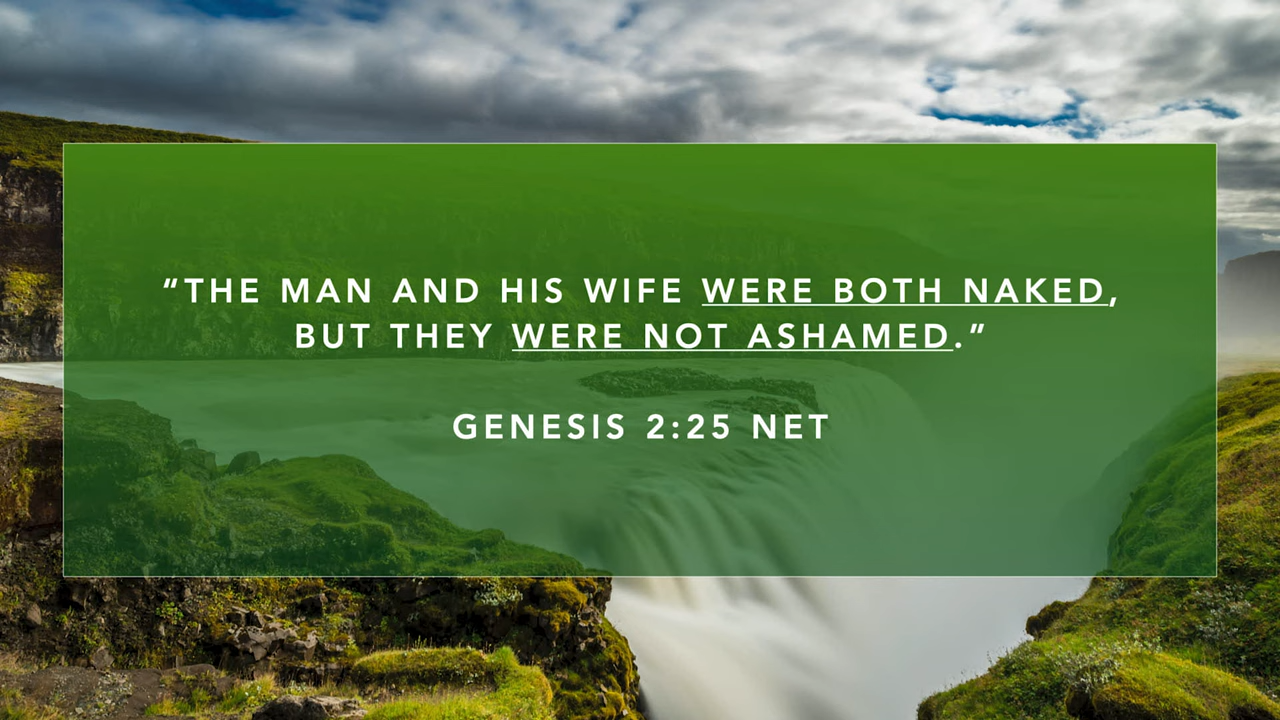 “THE MAN AND HIS WIFE WERE BOTH NAKED,
BUT THEY WERE NOT ASHAMED.”
GENESIS 2:25 NET